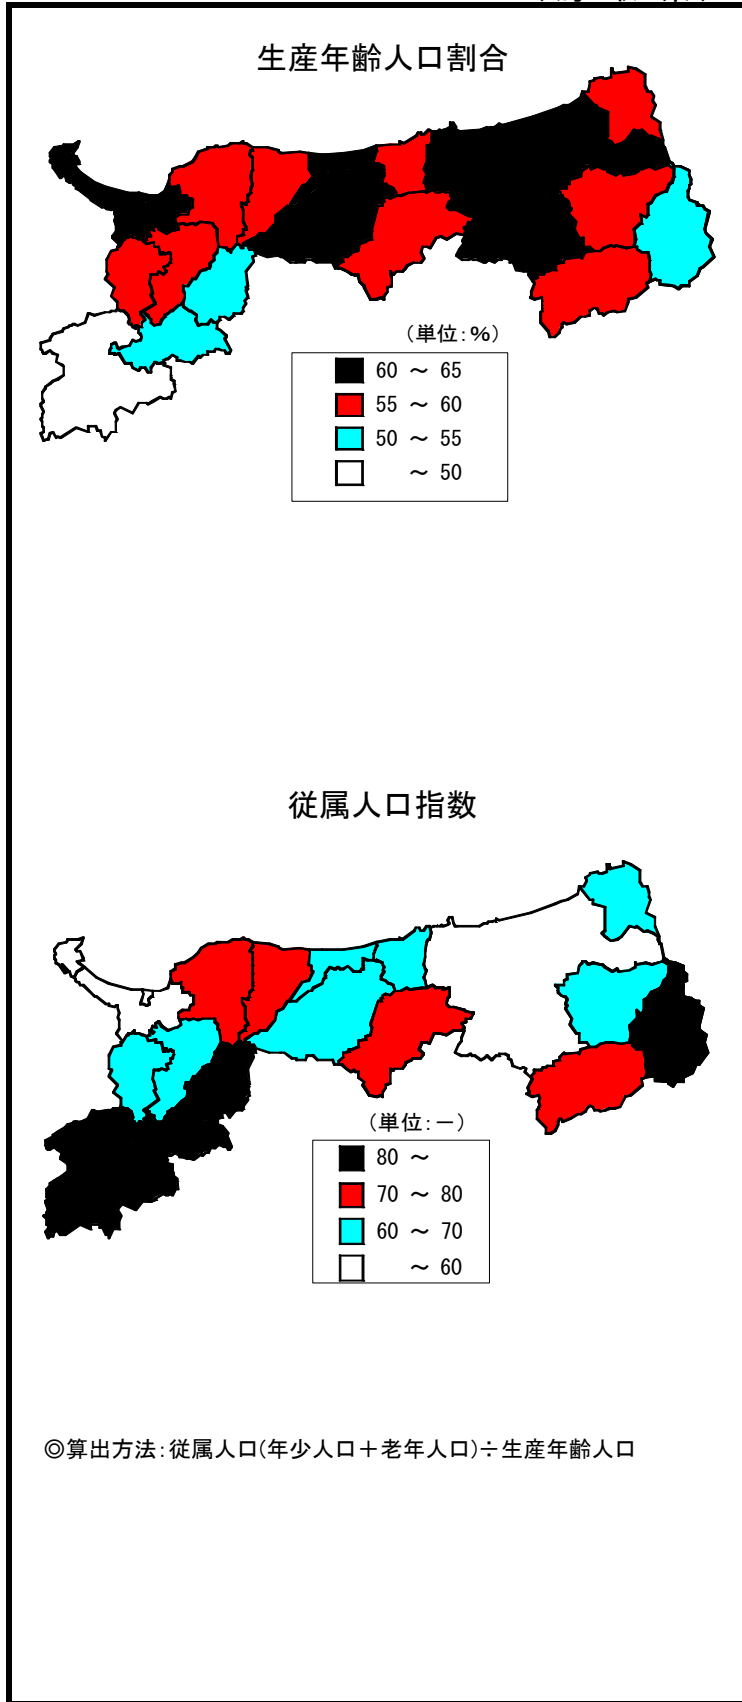 生産年齢人口割合
(単位:%)
60 ～ 65
55 ～ 60
50 ～ 55
～ 50
従属人口指数
(単位:－)
80 ～
70 ～ 80
60 ～ 70
～ 60
◎算出方法:従属人口(年少人口＋老年人口)÷生産年齢人口